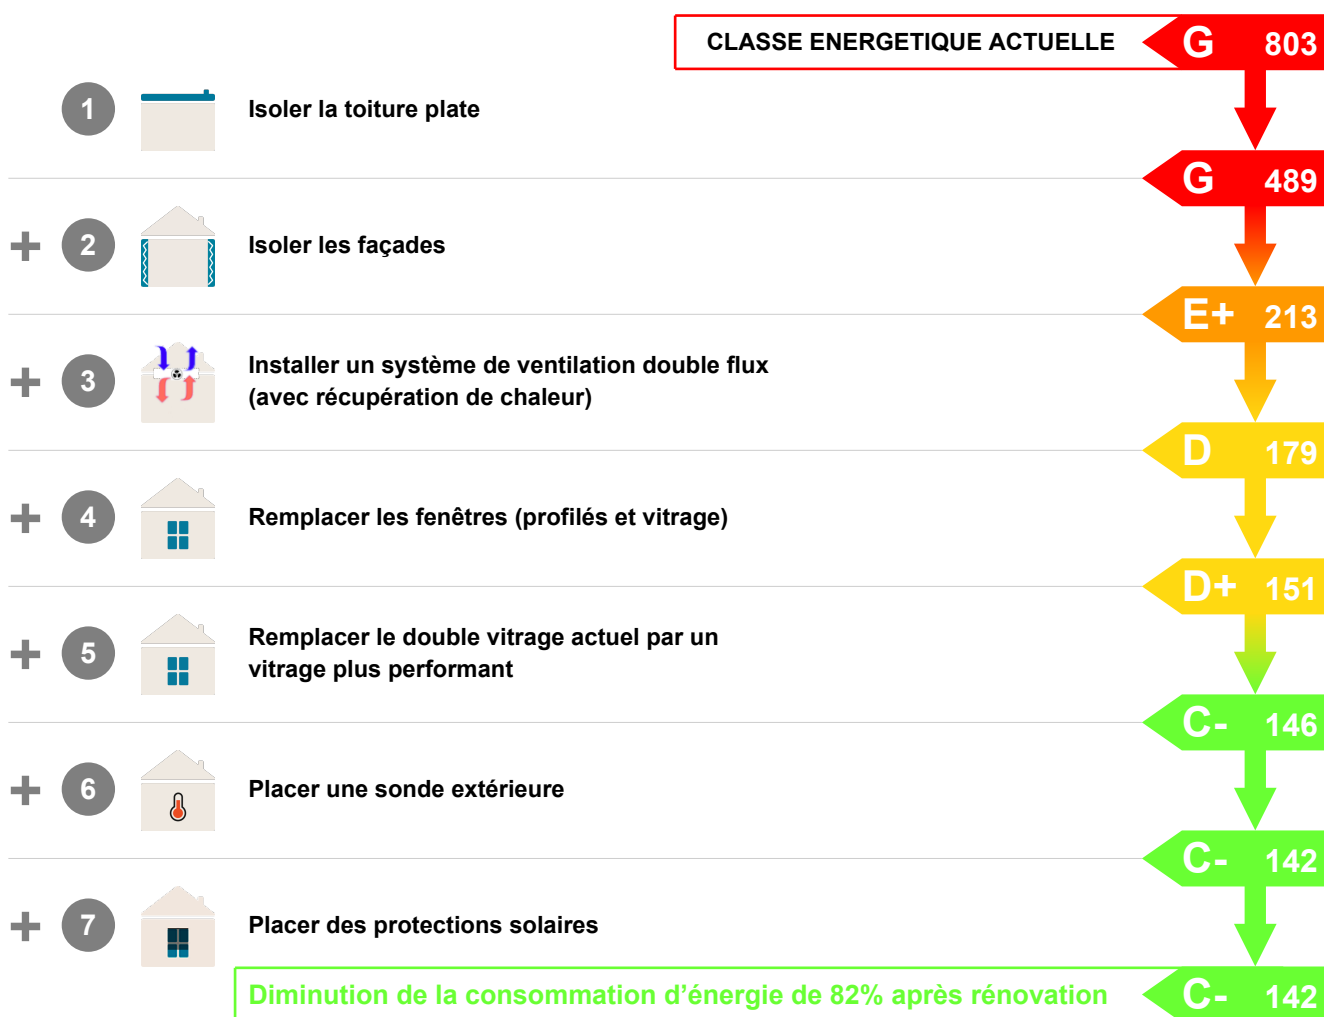 CLASSE ENERGETIQUE ACTUELLE G 803
1 Isoler la toiture plate
G 489
+ 2 Isoler les façades
E+ 213
+ 3 Installer un système de ventilation double flux
(avec récupération de chaleur)
D 179
+ 4 Remplacer les fenêtres (profilés et vitrage)
D+ 151
+ 5 Remplacer le double vitrage actuel par un
vitrage plus performant
C- 146
+ 6 Placer une sonde extérieure
C- 142
+ 7 Placer des protections solaires
Diminution de la consommation d’énergie de 82% après rénovation C- 142